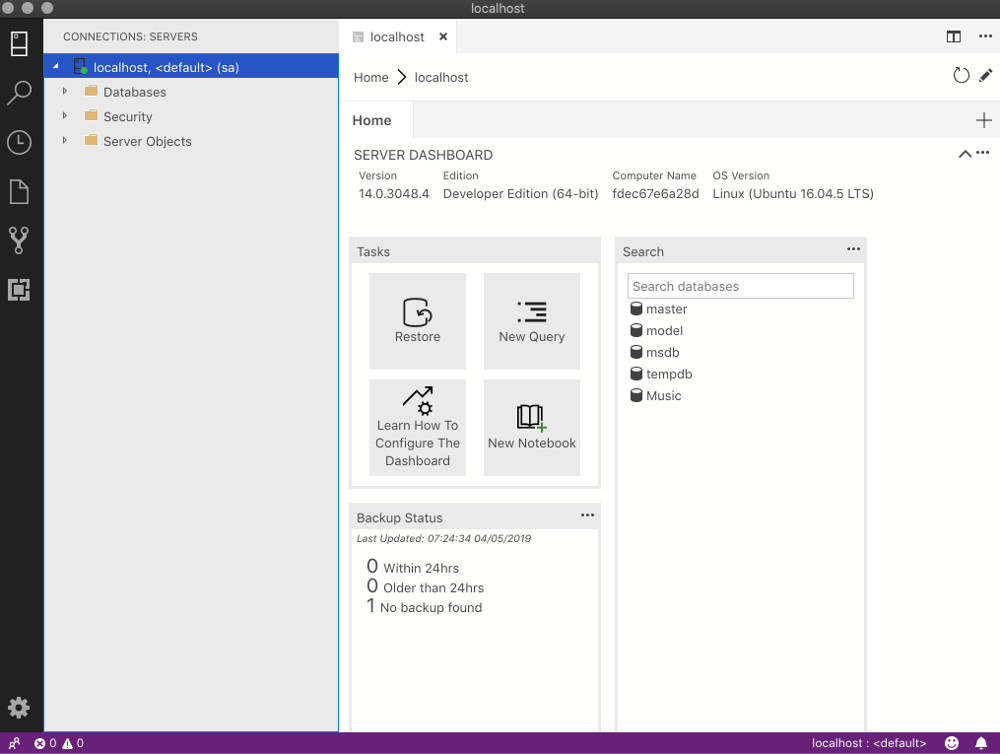 localhost
CONNECTIONS: SERVERS
localhost, <default> (sa)
Databases
Security
Server Objects
localhost
Home localhost
Home
SERVER DASHBOARD
Version Edition Computer Name OS Version
14.0.3048.4 Developer Edition (64-bit) fdec67e6a28d Linux (Ubuntu 16.04.5 LTS)
Tasks
Restore
New Query
Learn How To
Configure The
Dashboard
New Notebook
Search
Search databases
master
model
msdb
tempdb
Music
Backup Status
Last Updated: 07:24:34 04/05/2019
0 Within 24hrs
0 Older than 24hrs
1 No backup found
0 0
localhost : <default>